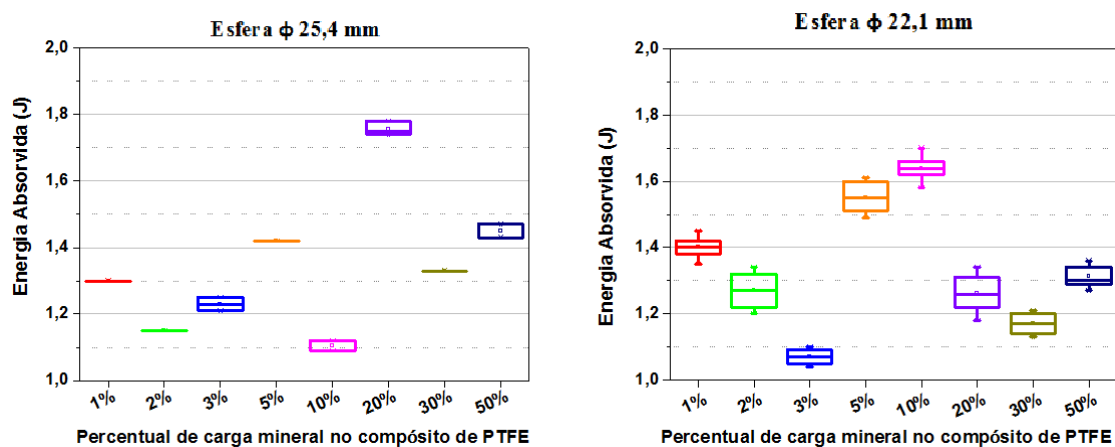 Esfera ϕ 25,4 mm
Energia Absorvida (J)
2,0
1,8
1,6
1,4
1,2
1,0
1% 2% 3% 5% 10% 20% 30% 50%
Percentual de carga mineral no compósito de PTFE
Esfera ϕ 22,1 mm
Energia Absorvida (J)
2,0
1,8
1,6
1,4
1,2
1,0
1% 2% 3% 5% 10% 20% 30% 50%
Percentual de carga mineral no compósito de PTFE